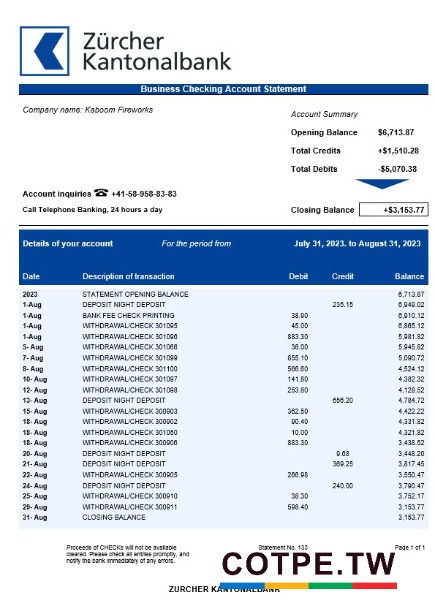 Zürcher
Kantonalbank
Business Checking Account Statement
Company name: Kaboom Fireworks
Account Summary
Opening Balance $6,713.87
Total Credits +$1,510.28
Total Debits -$5,070.38
Account inquiries ☎ +41-58-958-83-83
Call Telephone Banking, 24 hours a day
Closing Balance +$3,153.77
Details of your account For the period from July 31, 2023. to August 31, 2023
Date Description of transaction Debit Credit Balance
2023 STATEMENT OPENING BALANCE 6,713.87
1-Aug DEPOSIT NIGHT DEPOSIT 235.15 6,949.02
1-Aug BANK FEE CHECK PRINTING 38.90 6,910.12
1-Aug WITHDRAWAL/CHECK 301095 45.00 6,865.12
1-Aug WITHDRAWAL/CHECK 301096 883.30 5,981.82
5- Aug WITHDRAWAL/CHECK 301066 36.00 5,945.82
7- Aug WITHDRAWAL/CHECK 301099 855.10 5,090.72
8- Aug WITHDRAWAL/CHECK 301100 566.60 4,524.12
10- Aug WITHDRAWAL/CHECK 301097 141.80 4,382.32
12- Aug WITHDRAWAL/CHECK 301098 253.80 4,128.52
13- Aug DEPOSIT NIGHT DEPOSIT 656.20 4,784.72
15- Aug WITHDRAWAL/CHECK 300903 362.50 4,422.22
18- Aug WITHDRAWAL/CHECK 300902 90.40 4,331.82
18- Aug WITHDRAWAL/CHECK 301050 10.00 4,321.82
18- Aug WITHDRAWAL/CHECK 300906 883.30 3,438.52
20- Aug DEPOSIT NIGHT DEPOSIT 9.68 3,448.20
21- Aug DEPOSIT NIGHT DEPOSIT 369.25 3,817.45
22- Aug WITHDRAWAL/CHECK 300905 266.98 3,550.47
24- Aug DEPOSIT NIGHT DEPOSIT 240.00 3,790.47
25- Aug WITHDRAWAL/CHECK 300910 38.30 3,752.17
29- Aug WITHDRAWAL/CHECK 300911 598.40 3,153.77
31- Aug CLOSING BALANCE 3,153.77
Proceeds of CHECKs will not be available
cleared. Please check all entries promptly, and
notify the bank immediately of any errors.
Statement No. 133
Page 1 of 1
COTPE.TW
ZURCHER KANTONALBANK